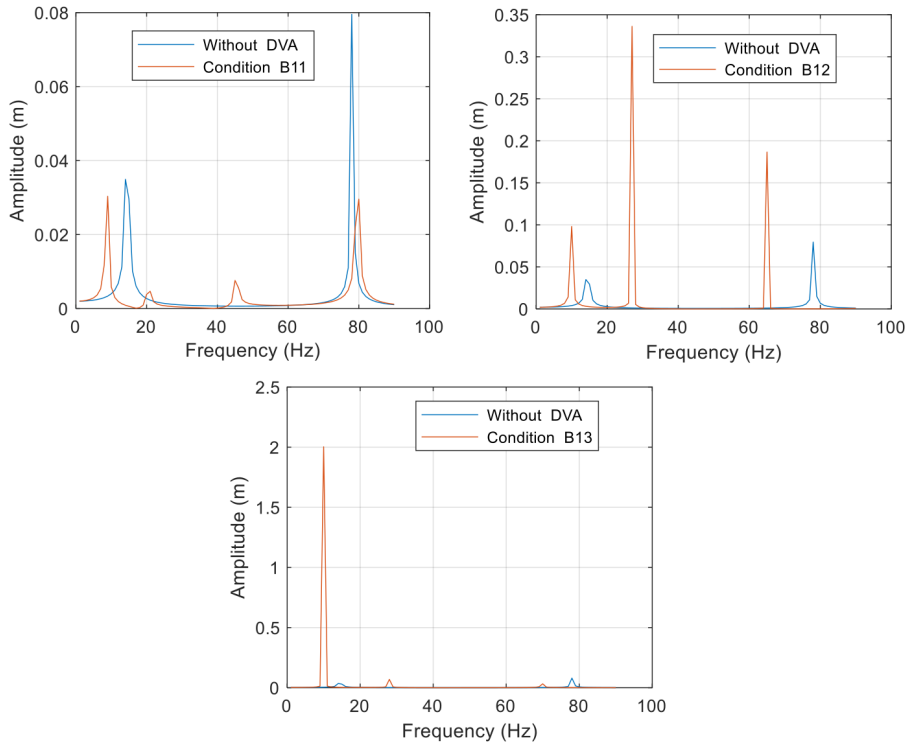 0.08
0.06
0.04
0.02
0
Amplitude (m)
Without DVA
Condition B11
0 20 40 60 80 100
Frequency (Hz)
0.35
0.3
0.25
0.2
0.15
0.1
0.05
0
Amplitude (m)
Without DVA
Condition B12
0 20 40 60 80 100
Frequency (Hz)
2.5
2
1.5
1
0.5
0
Amplitude (m)
Without DVA
Condition B13
0 20 40 60 80 100
Frequency (Hz)